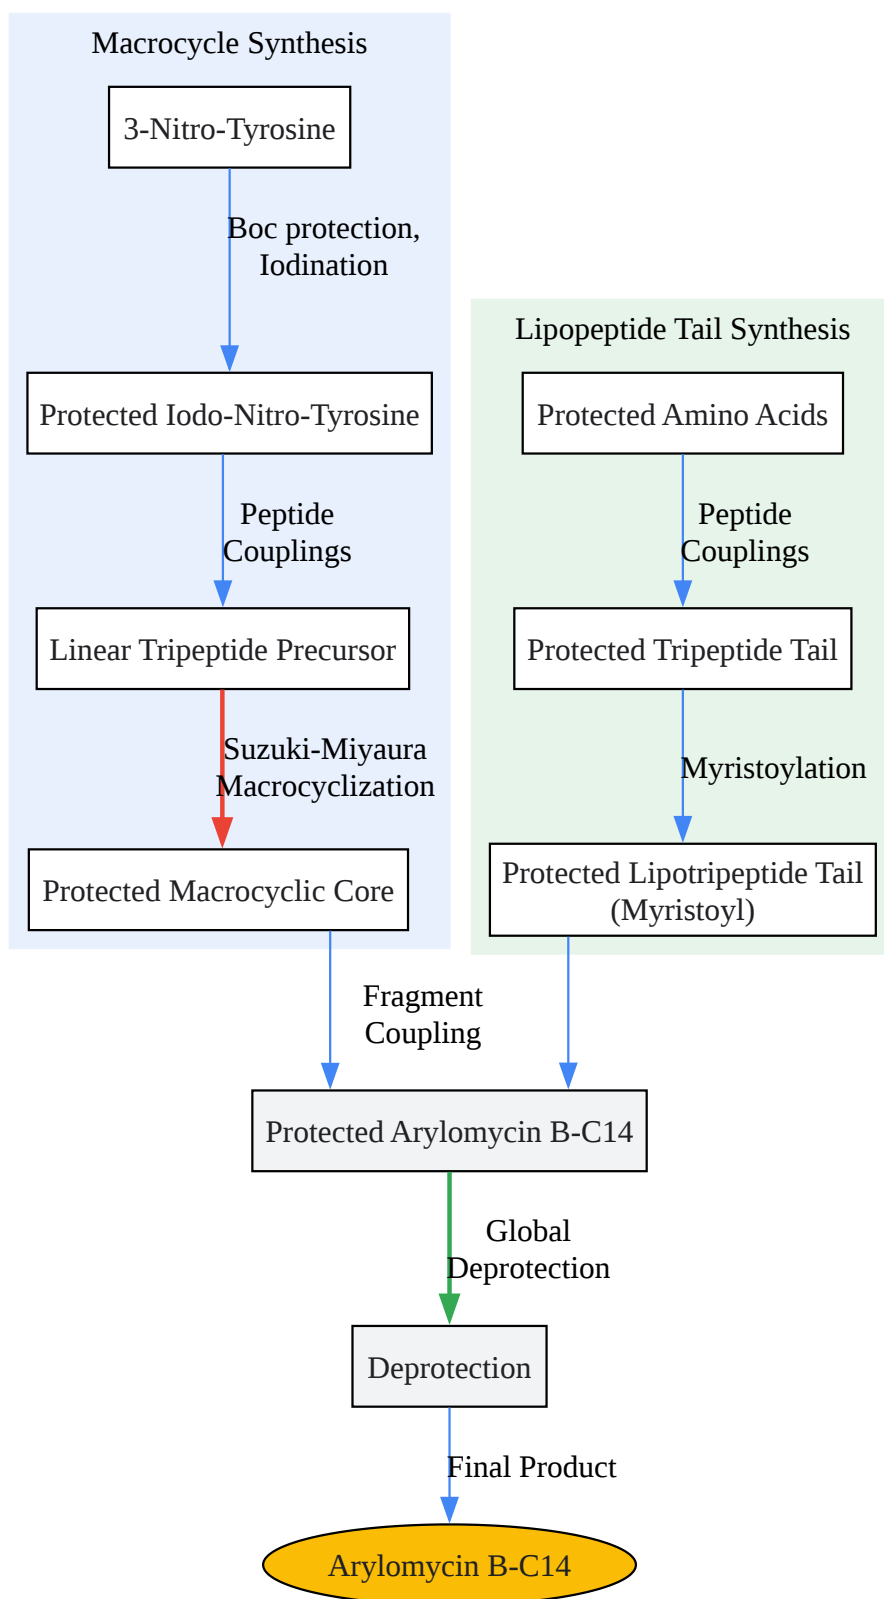 Macrocycle Synthesis
3-Nitro-Tyrosine
Boc protection,
Iodination
Protected Iodo-Nitro-Tyrosine
Peptide
Couplings
Linear Tripeptide Precursor
Suzuki-Miyaura
Macrocyclization
Protected Macrocyclic Core
Lipopeptide Tail Synthesis
Protected Amino Acids
Peptide
Couplings
Protected Tripeptide Tail
Myristoylation
Protected Lipotripeptide Tail
(Myristoyl)
Fragment
Coupling
Protected Arylomycin B-C14
Global
Deprotection
Deprotection
Final Product
Arylomycin B-C14